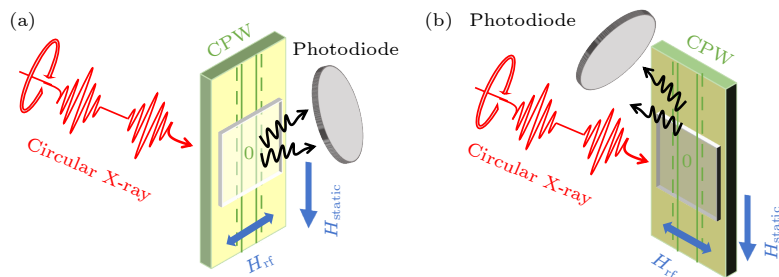 (a)
CPW
Photodiode
Circular X-ray
0
H_static
H_rf
(b)
Photodiode
CPW
Circular X-ray
0
H_static
H_rf